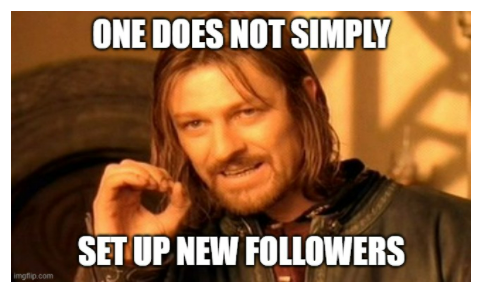 ONE DOES NOT SIMPLY
SET UP NEW FOLLOWERS
imgflip.com